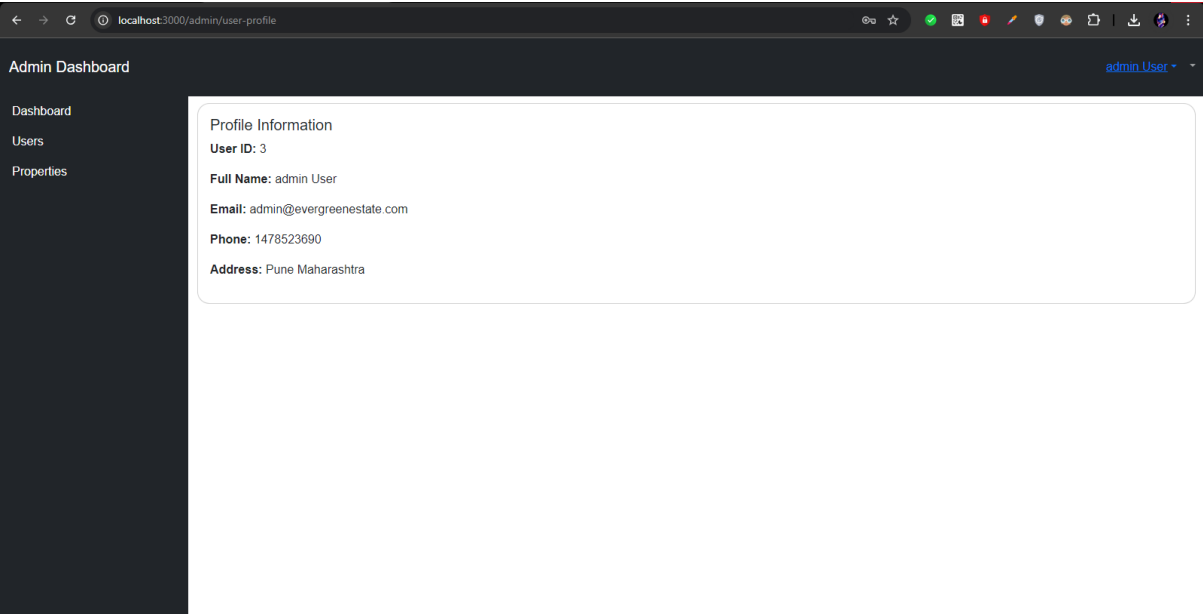 localhost:3000/admin/user-profile
Admin Dashboard
admin User
Dashboard
Users
Properties
Profile Information
User ID: 3
Full Name: admin User
Email: admin@evergreenestate.com
Phone: 1478523690
Address: Pune Maharashtra